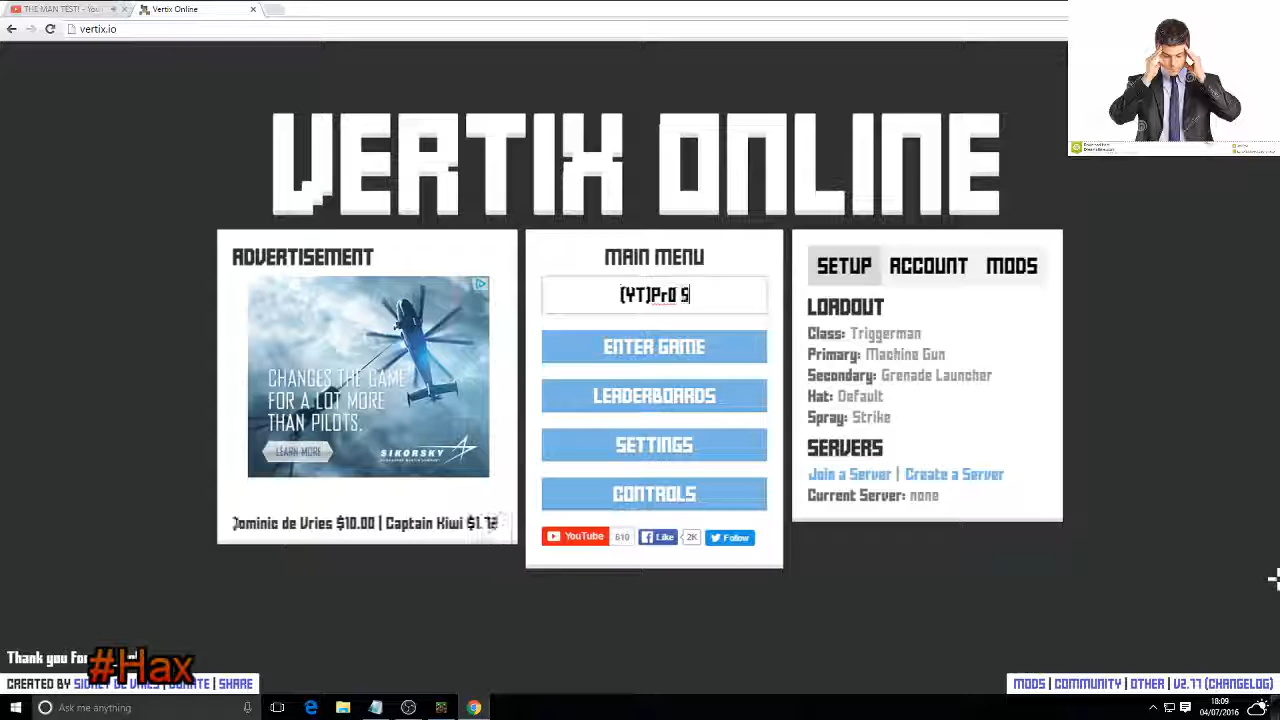 THE MAN TEST! - You
Vertix Online
vertix.io
VERTIX ONLINE
ADVERTISEMENT
CHANGES THE GAME
FOR A LOT MORE
THAN PILOTS.
LEARN MORE
SIKORSKY
Dominic de Vries $10.00 | Captain Kiwi $1.72
MAIN MENU
(YT)Pr0 S
ENTER GAME
LEADERBOARDS
SETTINGS
CONTROLS
YouTube 610 Like 2K Follow
SETUP ACCOUNT MODS
LOADOUT
Class: Triggerman
Primary: Machine Gun
Secondary: Grenade Launcher
Hat: Default
Spray: Strike
SERVERS
Join a Server | Create a Server
Current Server: none
Thank you For
#Hax
CREATED BY SIDNEY DE VRIES | DONATE | SHARE
MODS | COMMUNITY | OTHER | V2.11 (CHANGELOG)
Ask me anything
18:09
04/07/2016